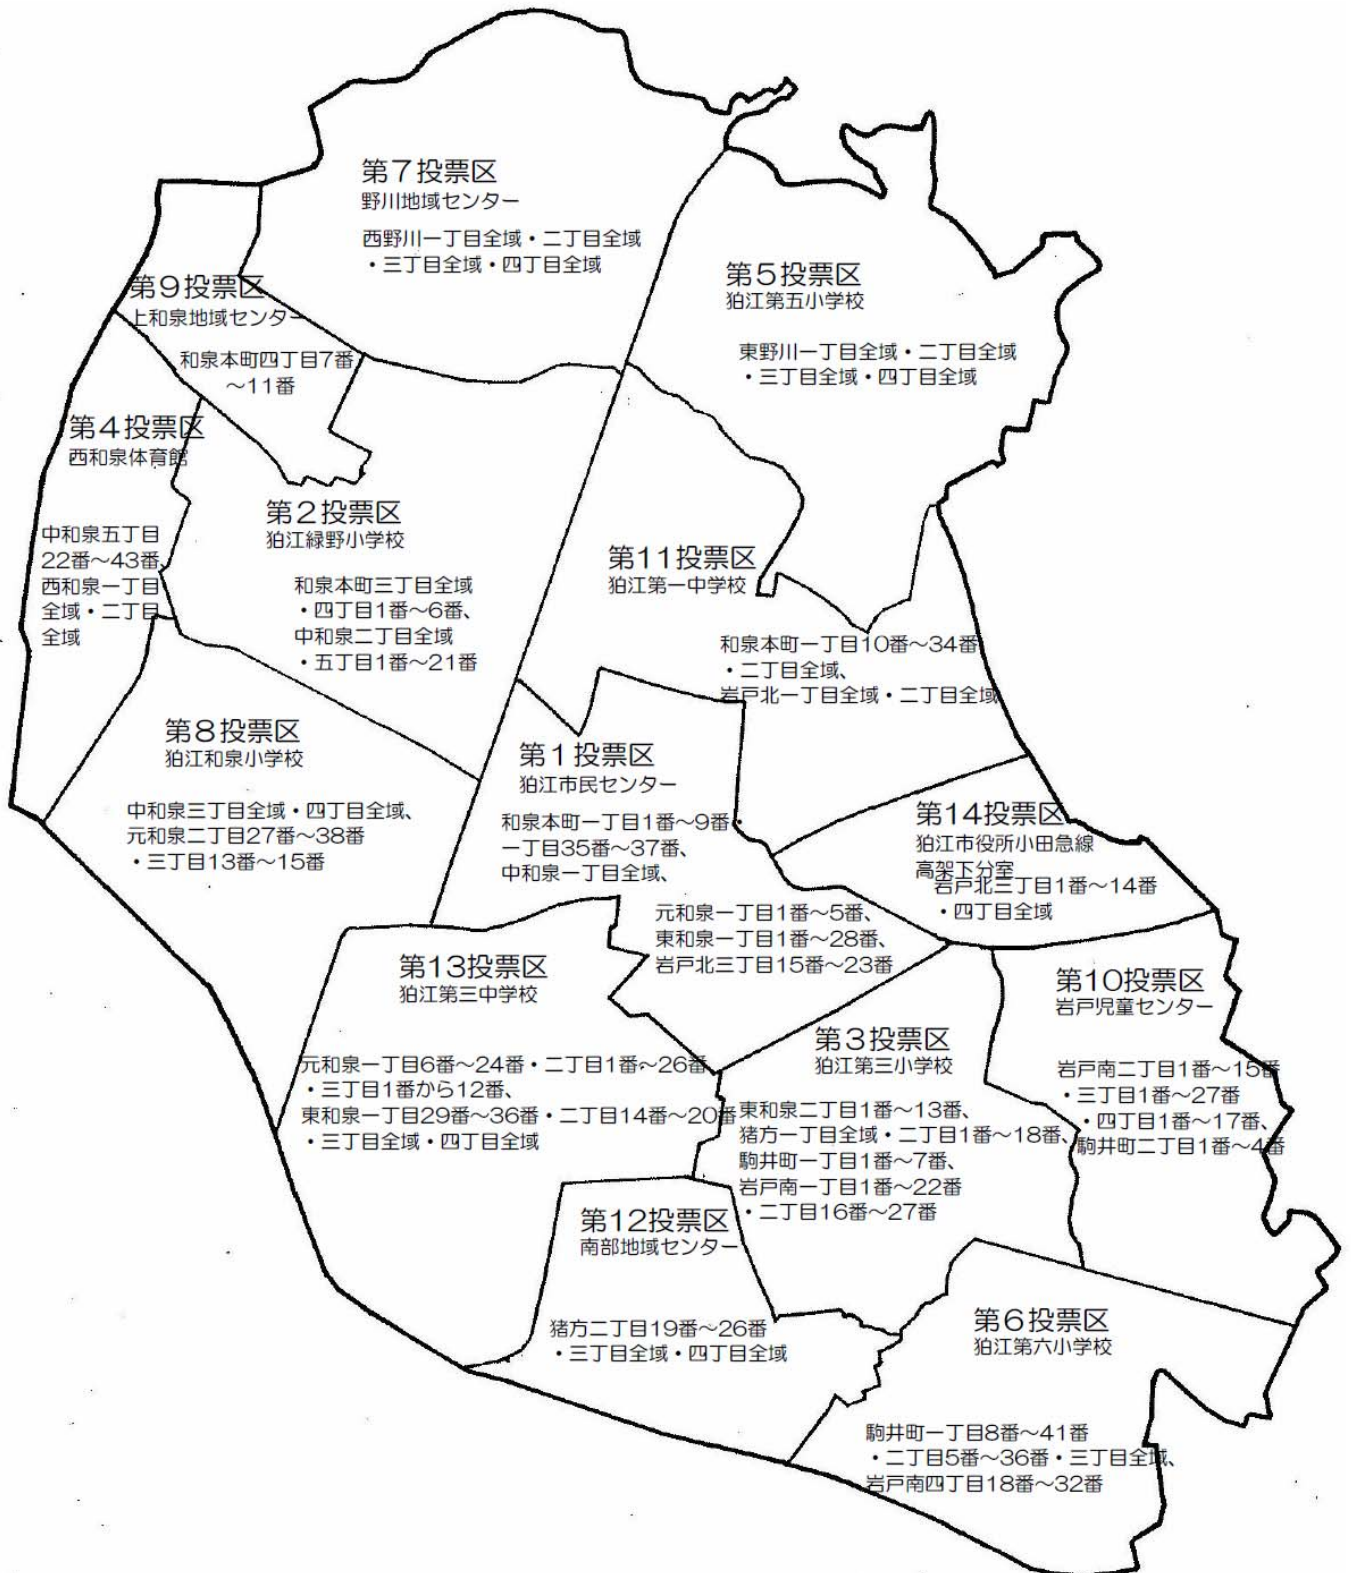 第7投票区
野川地域センター
西野川一丁目全域・二丁目全域
・三丁目全域・四丁目全域
第5投票区
狛江第五小学校
東野川一丁目全域・二丁目全域
・三丁目全域・四丁目全域
第9投票区
上和泉地域センター
和泉本町四丁目7番
～11番
第4投票区
西和泉体育館
中和泉五丁目
22番～43番、
西和泉一丁目
全域・二丁目
全域
第2投票区
狛江緑野小学校
和泉本町三丁目全域
・四丁目1番～6番、
中和泉二丁目全域
・五丁目1番～21番
第11投票区
狛江第一中学校
和泉本町一丁目10番～34番
・二丁目全域、
岩戸北一丁目全域・二丁目全域
第8投票区
狛江和泉小学校
中和泉三丁目全域・四丁目全域、
元和泉二丁目27番～38番
・三丁目13番～15番
第1投票区
狛江市民センター
和泉本町一丁目1番～9番・
一丁目35番～37番、
中和泉一丁目全域、
元和泉一丁目1番～5番、
東和泉一丁目1番～28番、
岩戸北三丁目15番～23番
第14投票区
狛江市役所小田急線
高架下分室
岩戸北三丁目1番～14番
・四丁目全域
第13投票区
狛江第三中学校
元和泉一丁目6番～24番・二丁目1番～26番
・三丁目1番から12番、
東和泉一丁目29番～36番・二丁目14番～20番
・三丁目全域・四丁目全域
第3投票区
狛江第三小学校
東和泉二丁目1番～13番、
猪方一丁目全域・二丁目1番～18番、
駒井町一丁目1番～7番、
岩戸南一丁目1番～22番
・二丁目16番～27番
第10投票区
岩戸児童センター
岩戸南二丁目1番～15番
・三丁目1番～27番
・四丁目1番～17番、
駒井町二丁目1番～4番
第12投票区
南部地域センター
猪方二丁目19番～26番
・三丁目全域・四丁目全域
第6投票区
狛江第六小学校
駒井町一丁目8番～41番
・二丁目5番～36番・三丁目全域、
岩戸南四丁目18番～32番